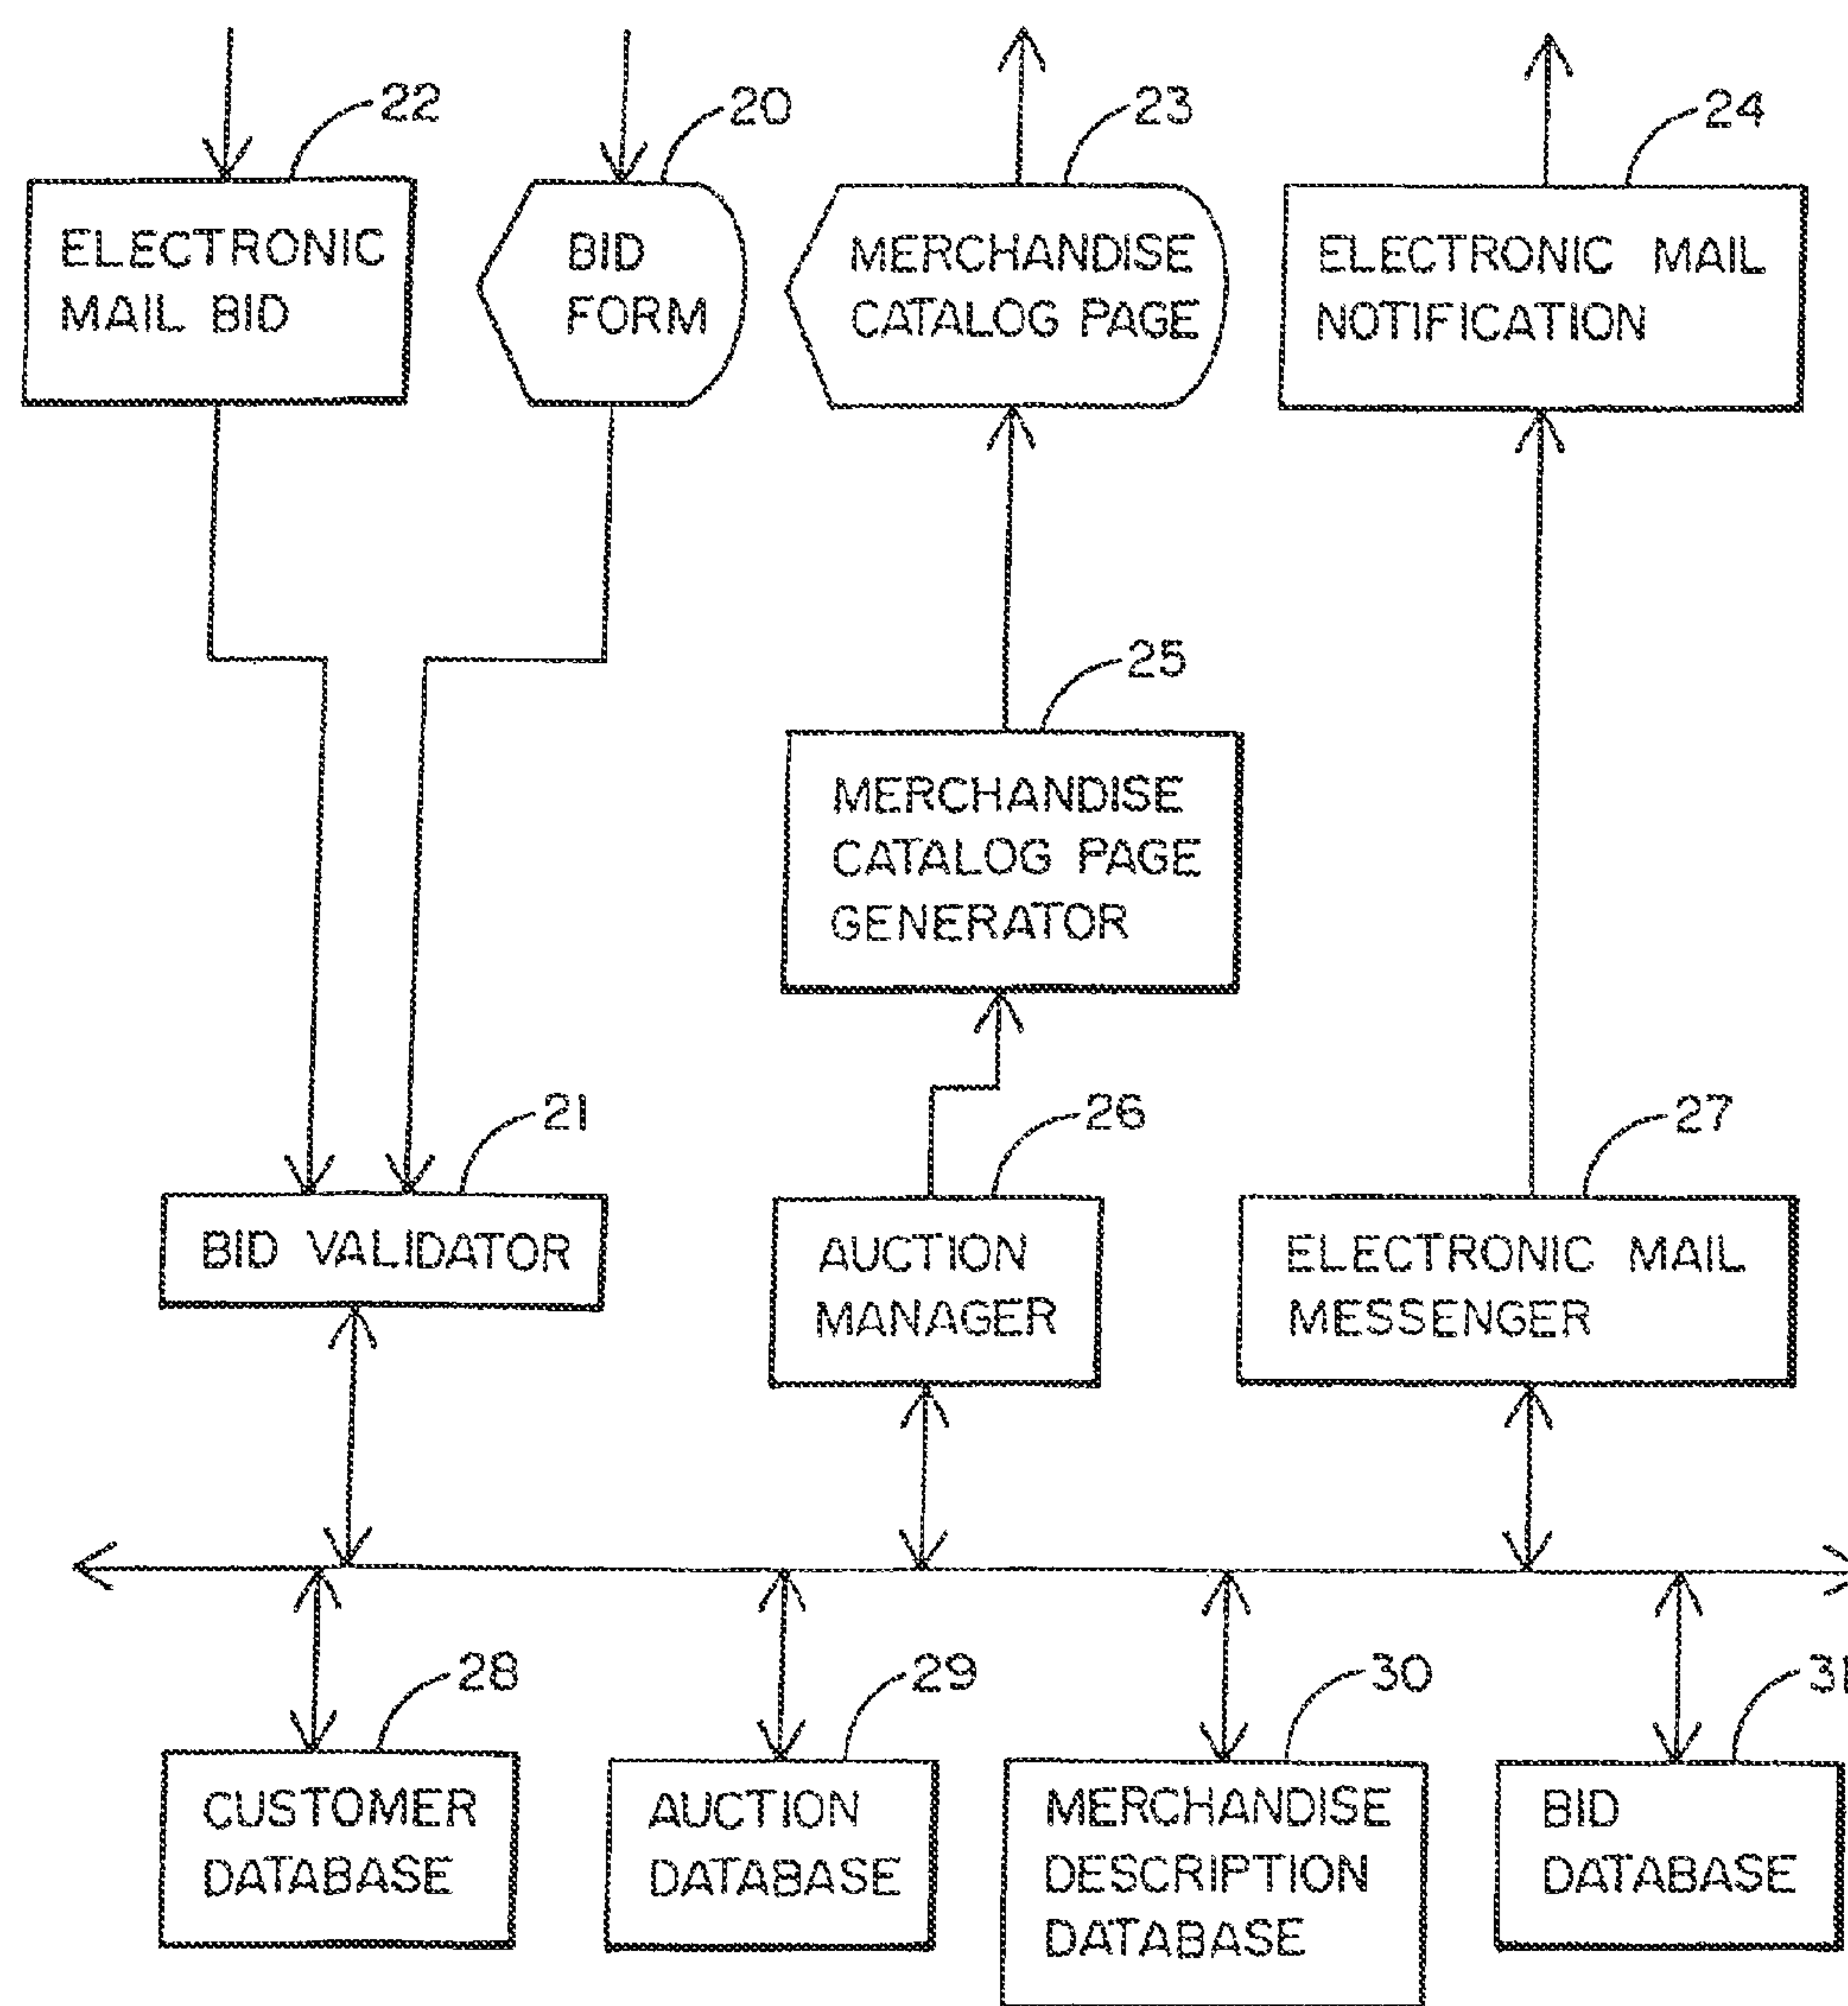 22
20
23
24
ELECTRONIC
MAIL BID
BID
FORM
MERCHANDISE
CATALOG PAGE
ELECTRONIC MAIL
NOTIFICATION
25
MERCHANDISE
CATALOG PAGE
GENERATOR
21
26
27
BID VALIDATOR
AUCTION
MANAGER
ELECTRONIC MAIL
MESSENGER
28
29
30
31
CUSTOMER
DATABASE
AUCTION
DATABASE
MERCHANDISE
DESCRIPTION
DATABASE
BID
DATABASE